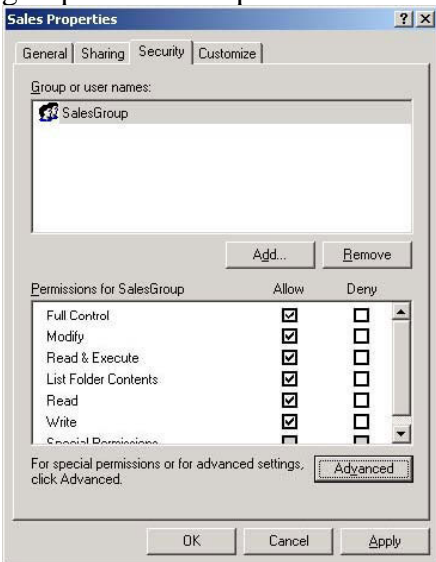 Sales Properties
General Sharing Security Customize
Group or user names:
SalesGroup
Add... Remove
Permissions for SalesGroup Allow Deny
Full Control
Modify
Read & Execute
List Folder Contents
Read
Write
Special Permissions
For special permissions or for advanced settings, Advanced
click Advanced.
OK Cancel Apply